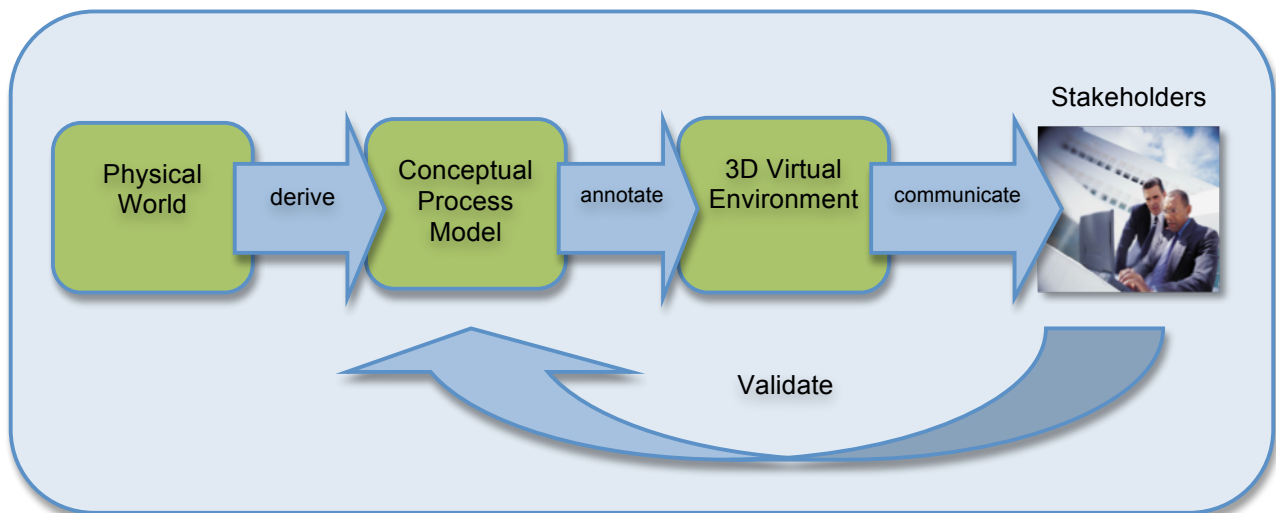 Stakeholders
Physical
World
derive
Conceptual
Process
Model
annotate
3D Virtual
Environment
communicate
Validate